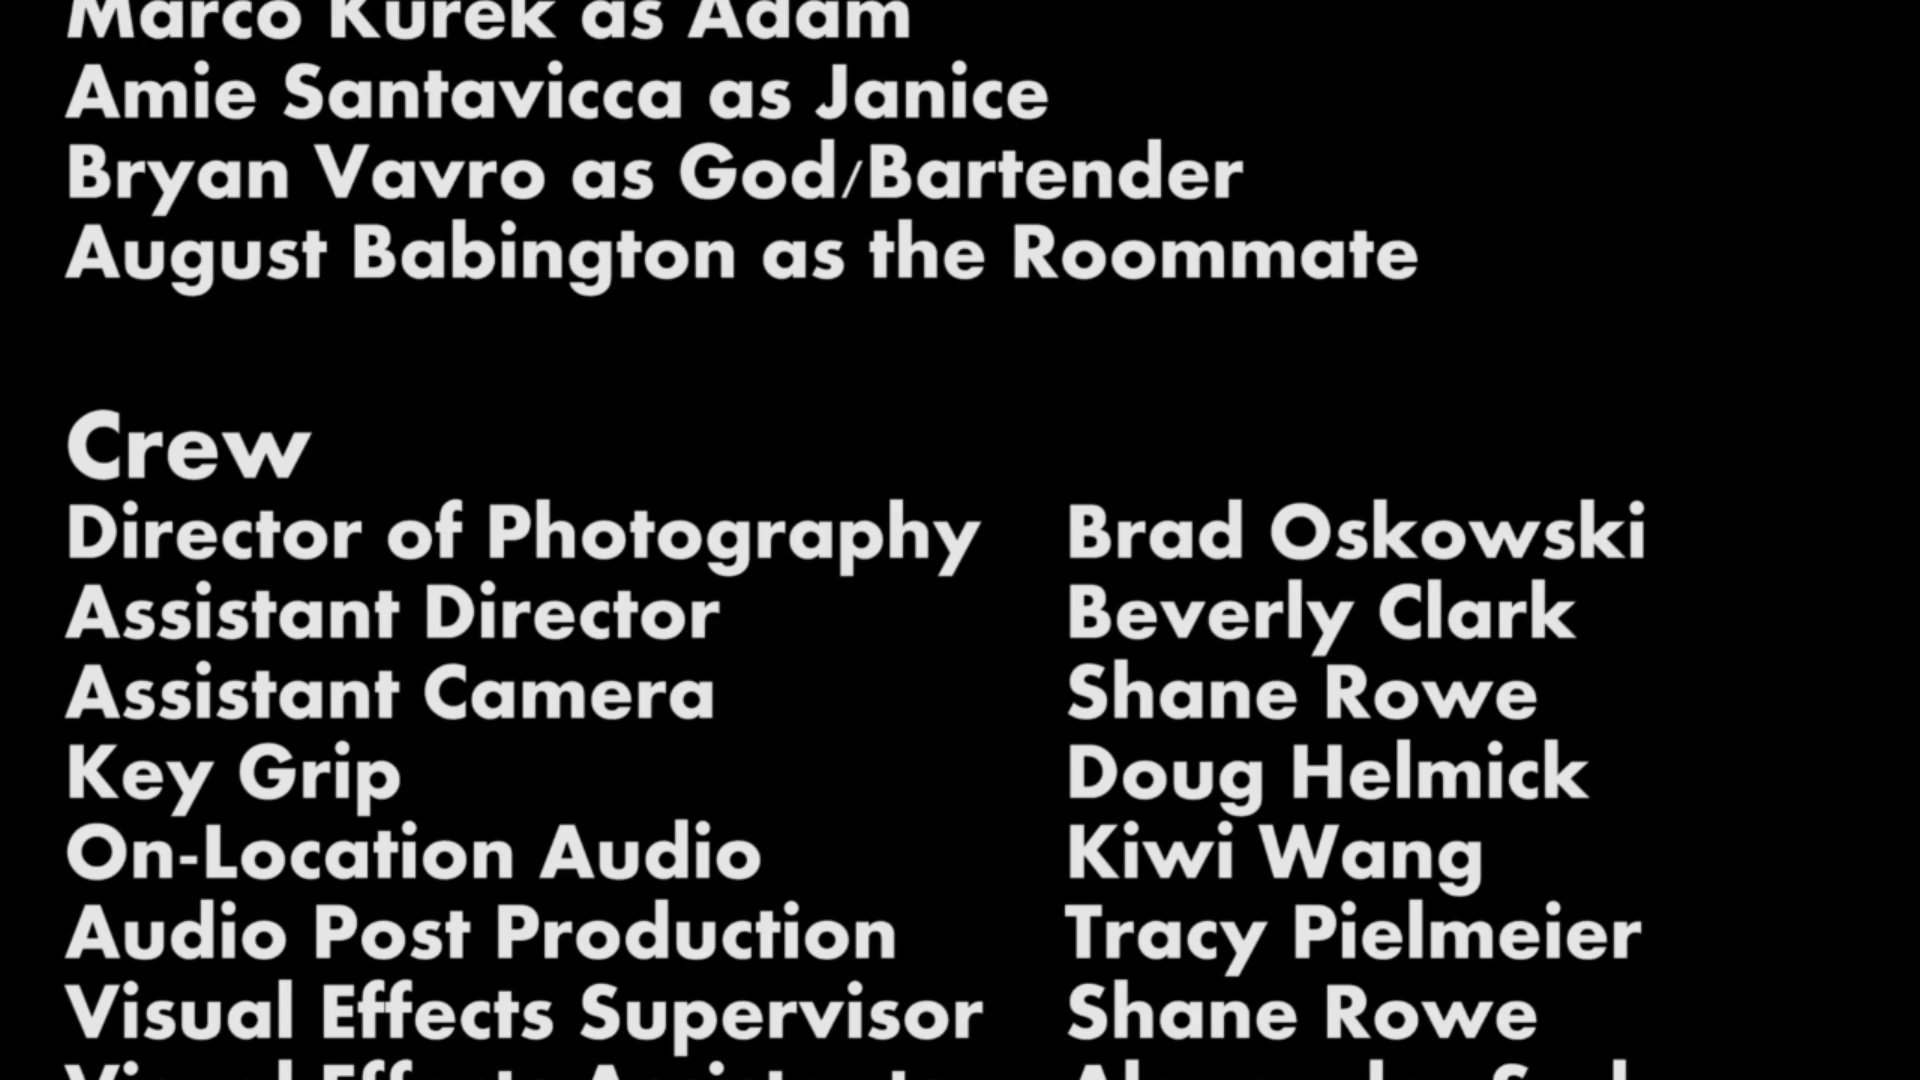 Marco Kurek as Adam
Amie Santavicca as Janice
Bryan Vavro as God/Bartender
August Babington as the Roommate
Crew
Director of Photography Brad Oskowski
Assistant Director Beverly Clark
Assistant Camera Shane Rowe
Key Grip Doug Helmick
On-Location Audio Kiwi Wang
Audio Post Production Tracy Pielmeier
Visual Effects Supervisor Shane Rowe
Visual Effects